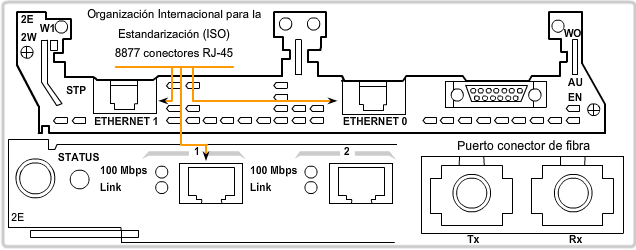 2E
W1
2W
Organización Internacional para la
Estandarización (ISO)
8877 conectores RJ-45
WO
STP
AU
EN
ETHERNET 1
ETHERNET 0
STATUS
1
2
100 Mbps
Link
100 Mbps
Link
2E
Puerto conector de fibra
Tx
Rx